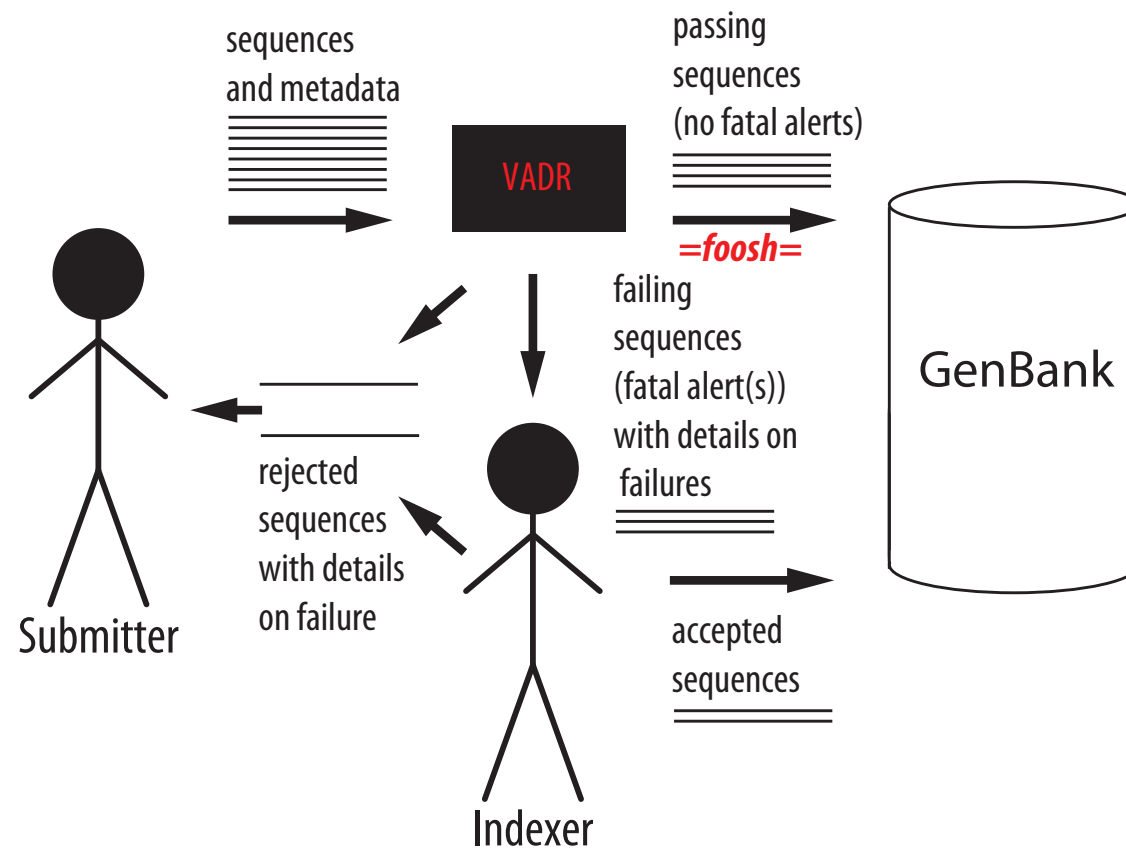 sequences
and metadata
passing
sequences
(no fatal alerts)
VADR
=foosh=
failing
sequences
(fatal alert(s))
with details on
failures
GenBank
rejected
sequences
with details
on failure
Submitter
accepted
sequences
Indexer